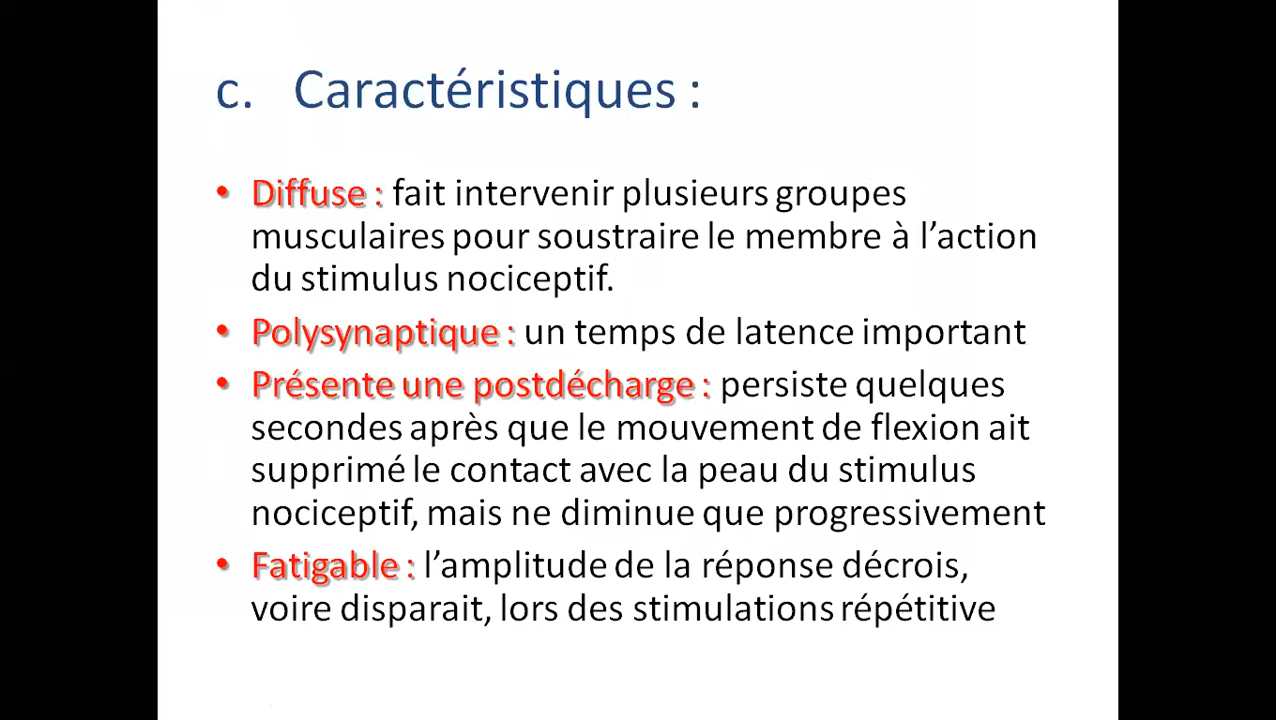 c. Caractéristiques :
• Diffuse : fait intervenir plusieurs groupes
musculaires pour soustraire le membre à l’action
du stimulus nociceptif.
• Polysynaptique : un temps de latence important
• Présente une postdécharge : persiste quelques
secondes après que le mouvement de flexion ait
supprimé le contact avec la peau du stimulus
nociceptif, mais ne diminue que progressivement
• Fatigable : l’amplitude de la réponse décrois,
voire disparait, lors des stimulations répétitive